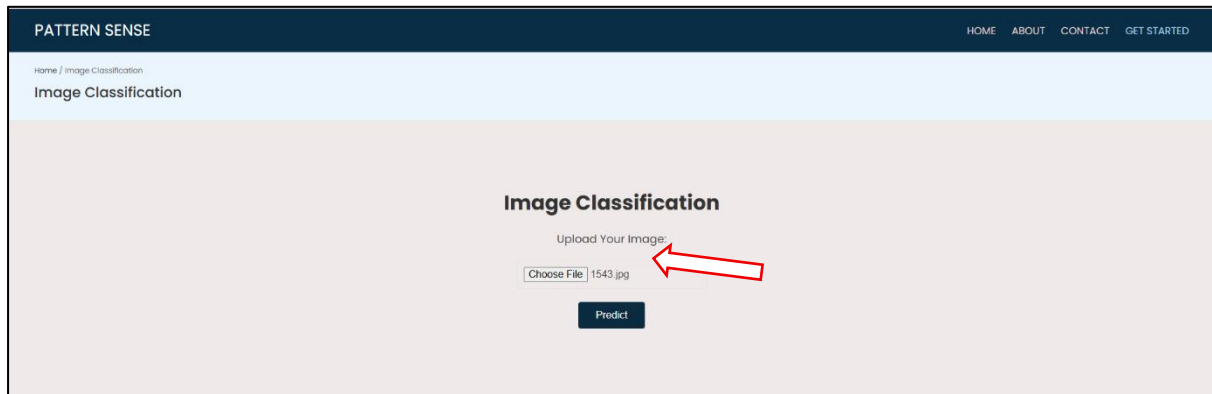 PATTERN SENSE HOME ABOUT CONTACT GET STARTED
Home / Image Classification
Image Classification
Image Classification
Upload Your Image:
Choose File 1543.jpg
Predict